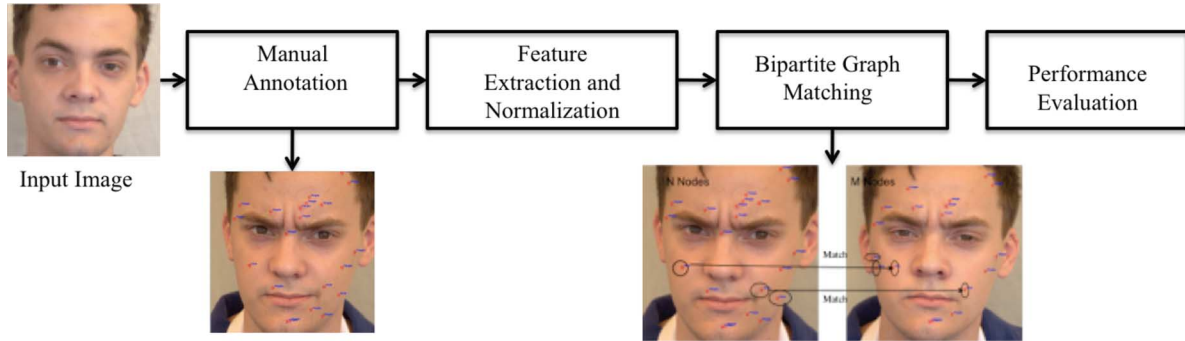 Manual
Annotation
Feature
Extraction and
Normalization
Bipartite Graph
Matching
Performance
Evaluation
Input Image
N Nodes
M Nodes
Match
Match